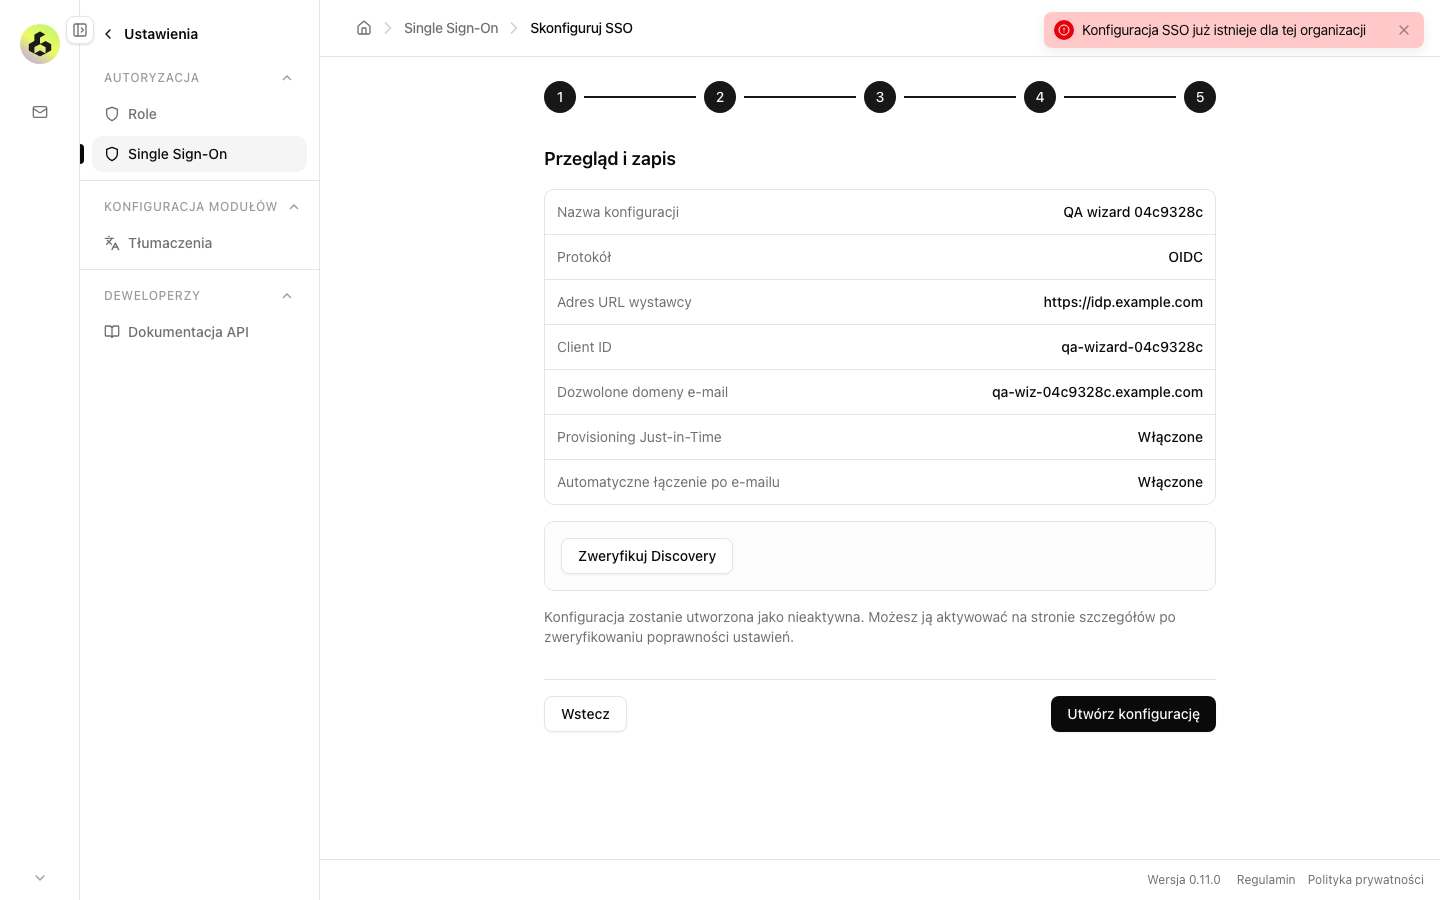 Ustawienia
AUTORYZACJA
Role
Single Sign-On
KONFIGURACJA MODUŁÓW
Tłumaczenia
DEWELOPERZY
Dokumentacja API
Single Sign-On
Skonfiguruj SSO
Konfiguracja SSO już istnieje dla tej organizacji
1
2
3
4
5
Przegląd i zapis
Nazwa konfiguracji
QA wizard 04c9328c
Protokół
OIDC
Adres URL wystawcy
https://idp.example.com
Client ID
qa-wizard-04c9328c
Dozwolone domeny e-mail
qa-wiz-04c9328c.example.com
Provisioning Just-in-Time
Włączone
Automatyczne łączenie po e-mailu
Włączone
Zweryfikuj Discovery
Konfiguracja zostanie utworzona jako nieaktywna. Możesz ją aktywować na stronie szczegółów po
zweryfikowaniu poprawności ustawień.
Wstecz
Utwórz konfigurację
Wersja 0.11.0
Regulamin
Polityka prywatności